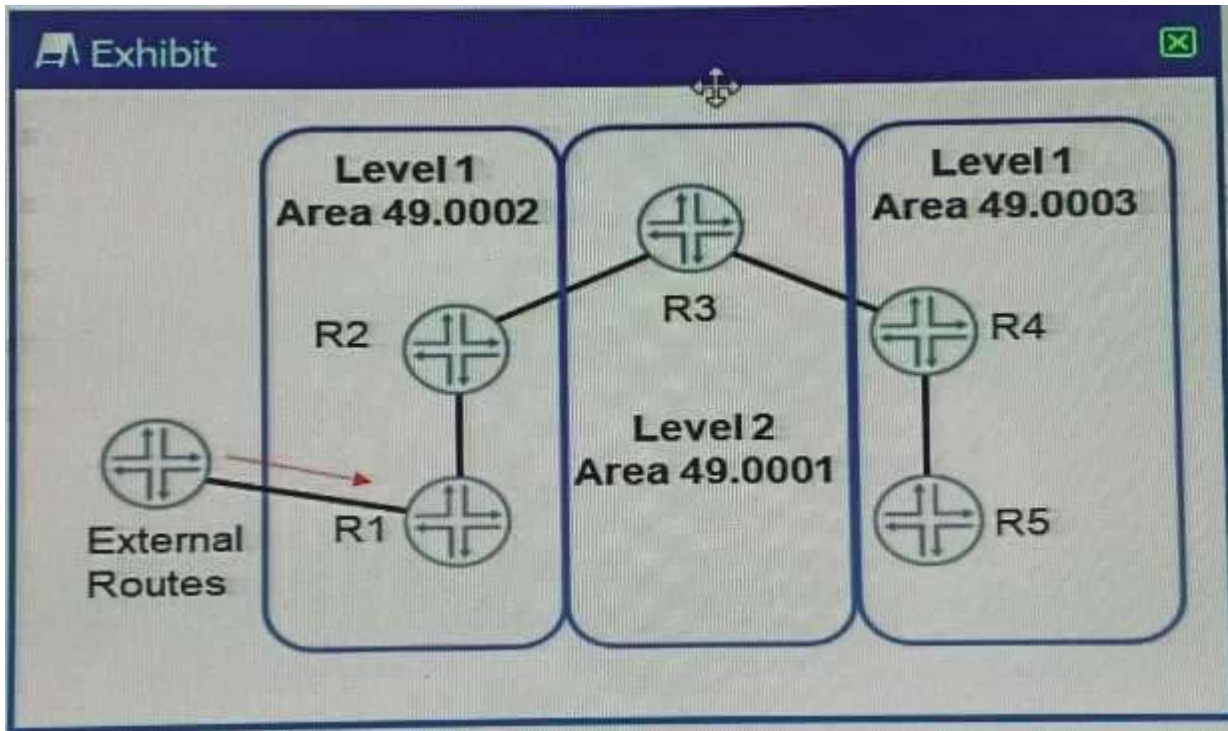 Exhibit
Level 1
Area 49.0002
Level 1
Area 49.0003
R3
R2
R4
Level 2
Area 49.0001
R1
R5
External
Routes